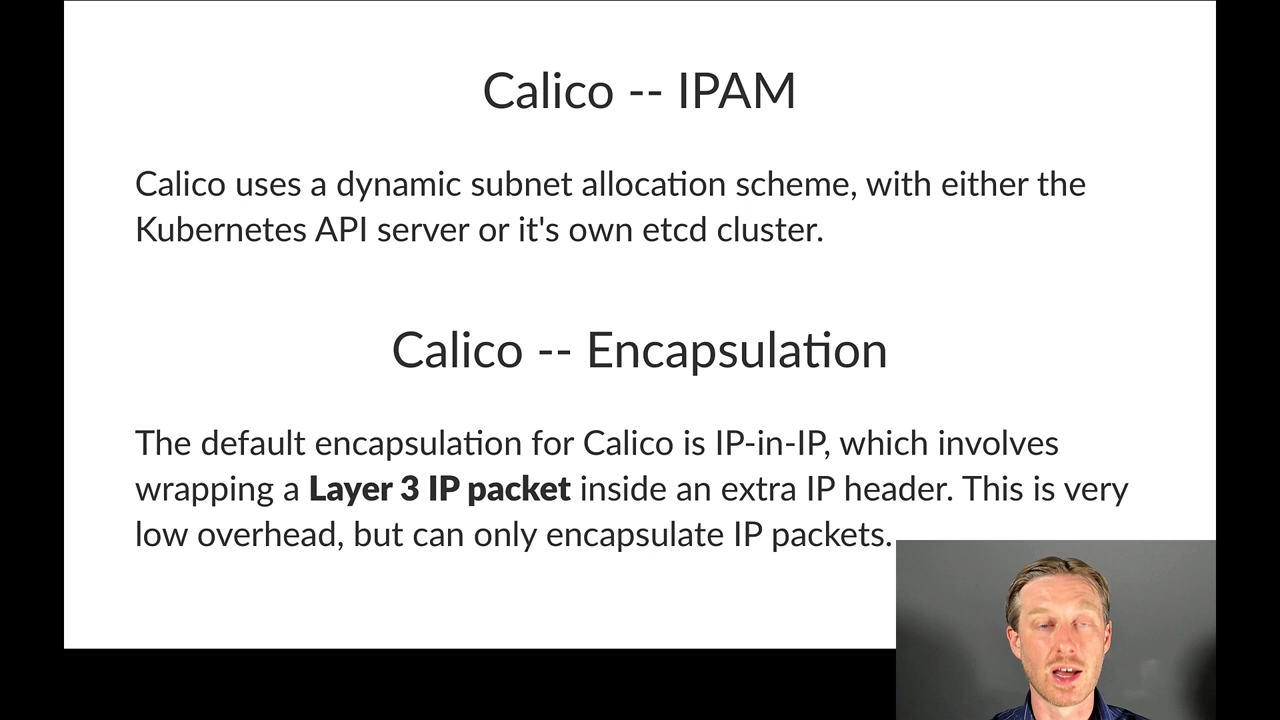 Calico -- IPAM
Calico uses a dynamic subnet allocation scheme, with either the
Kubernetes API server or it's own etcd cluster.
Calico -- Encapsulation
The default encapsulation for Calico is IP-in-IP, which involves
wrapping a Layer 3 IP packet inside an extra IP header. This is very
low overhead, but can only encapsulate IP packets.